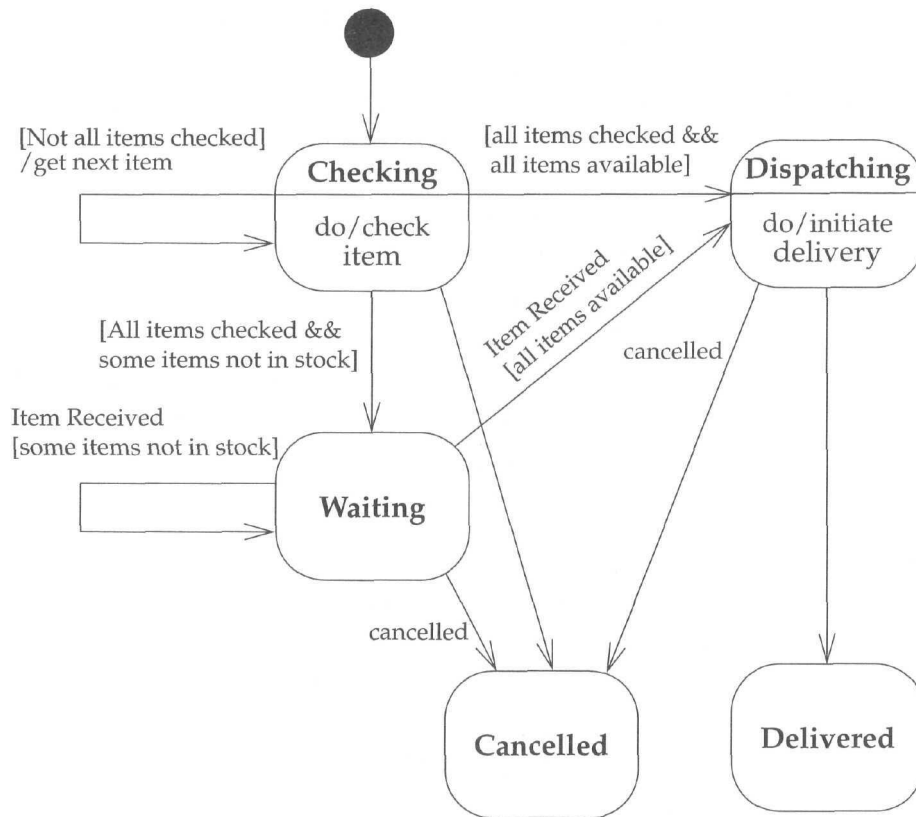 [Not all items checked]
/get next item
[all items checked &&
all items available]
Checking
do/check
item
Dispatching
do/initiate
delivery
Item Received
[all items available]
[All items checked &&
some items not in stock]
cancelled
Item Received
[some items not in stock]
Waiting
cancelled
Cancelled
Delivered